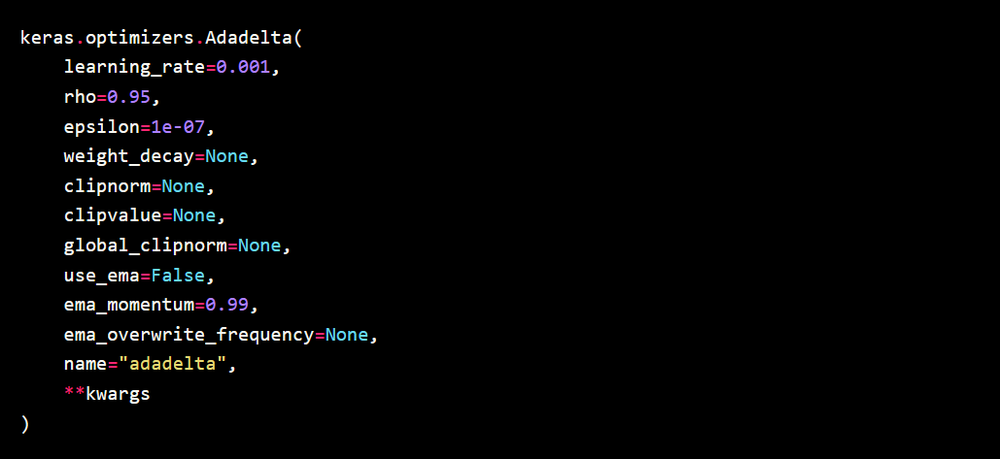 keras.optimizers.Adadelta(
    learning_rate=0.001,
    rho=0.95,
    epsilon=1e-07,
    weight_decay=None,
    clipnorm=None,
    clipvalue=None,
    global_clipnorm=None,
    use_ema=False,
    ema_momentum=0.99,
    ema_overwrite_frequency=None,
    name="adadelta",
    **kwargs
)